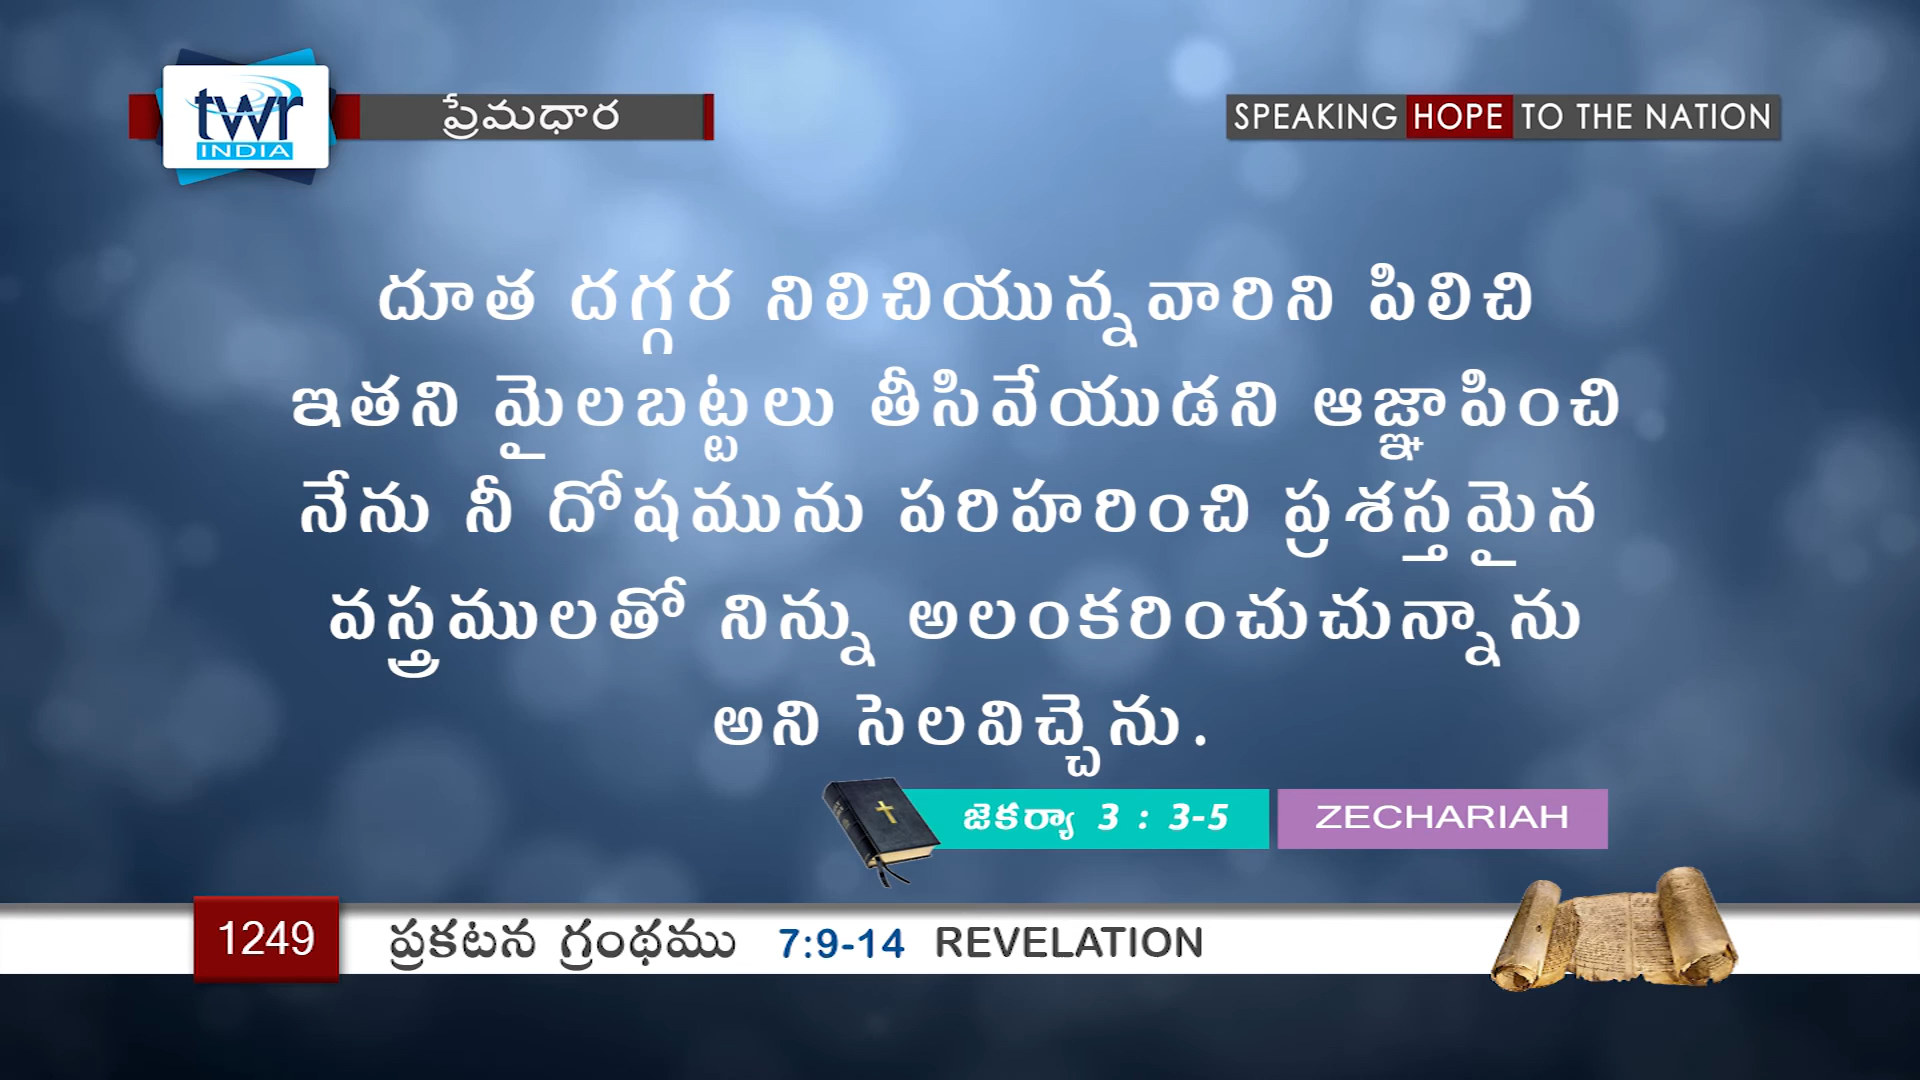 twr
INDIA
ప్రేమధార
SPEAKING HOPE TO THE NATION
దూత దగ్గర నిలిచియున్నవారిని పిలిచి
ఇతని మైలబట్టలు తీసివేయుడని ఆజ్ఞాపించి
నేను నీ దోషమును పరిహరించి ప్రశస్తమైన
వస్త్రములతో నిన్ను అలంకరించుచున్నాను
అని సెలవిచ్చెను.
జెకర్యా 3 : 3-5 ZECHARIAH
1249 ప్రకటన గ్రంథము 7:9-14 REVELATION